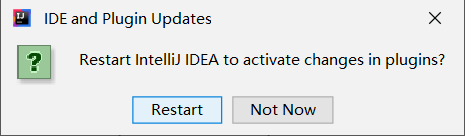 IDE and Plugin Updates
Restart IntelliJ IDEA to activate changes in plugins?
Restart
Not Now